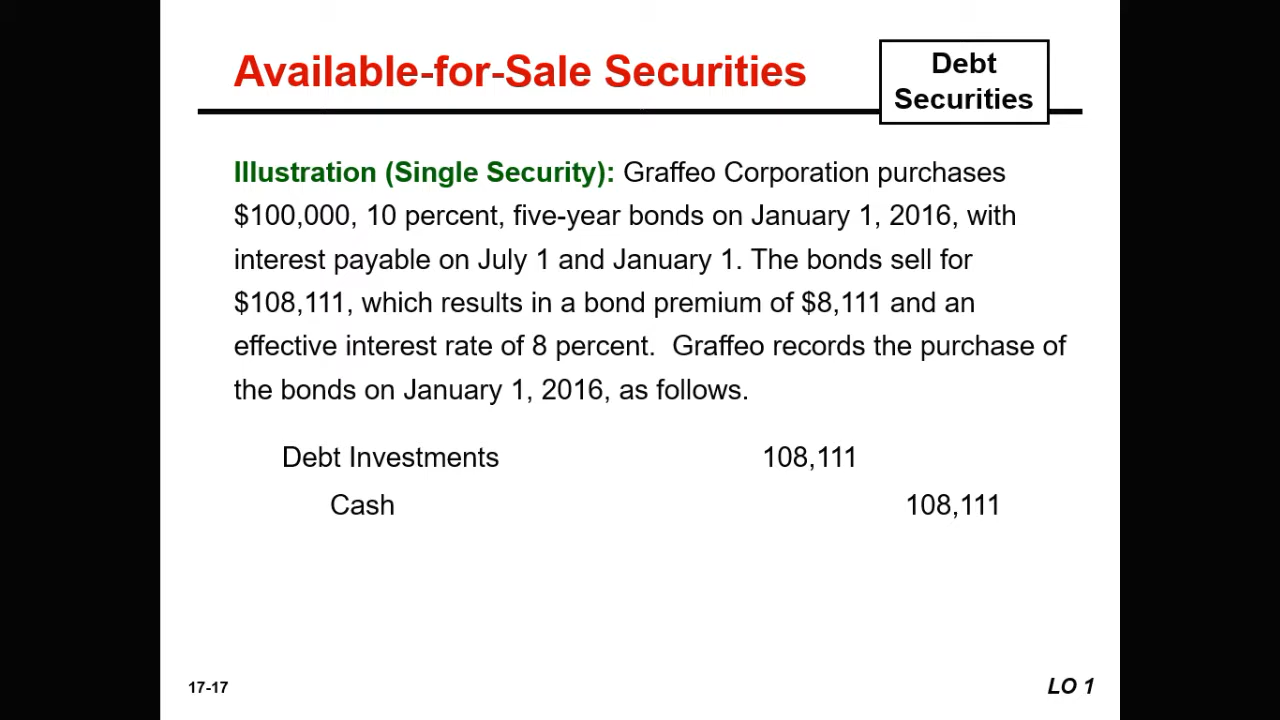 Available-for-Sale Securities
Debt
Securities
Illustration (Single Security): Graffeo Corporation purchases
$100,000, 10 percent, five-year bonds on January 1, 2016, with
interest payable on July 1 and January 1. The bonds sell for
$108,111, which results in a bond premium of $8,111 and an
effective interest rate of 8 percent.  Graffeo records the purchase of
the bonds on January 1, 2016, as follows.
Debt Investments 108,111
Cash 108,111
17-17
LO 1